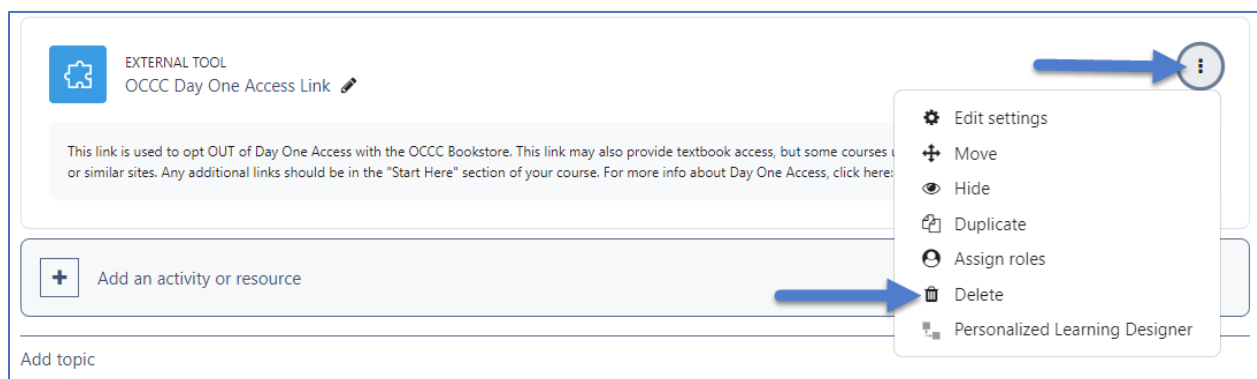 EXTERNAL TOOL
OCCC Day One Access Link
This link is used to opt OUT of Day One Access with the OCCC Bookstore. This link may also provide textbook access, but some courses
or similar sites. Any additional links should be in the "Start Here" section of your course. For more info about Day One Access, click here:
Edit settings
Move
Hide
Duplicate
Assign roles
Delete
Personalized Learning Designer
Add an activity or resource
Add topic